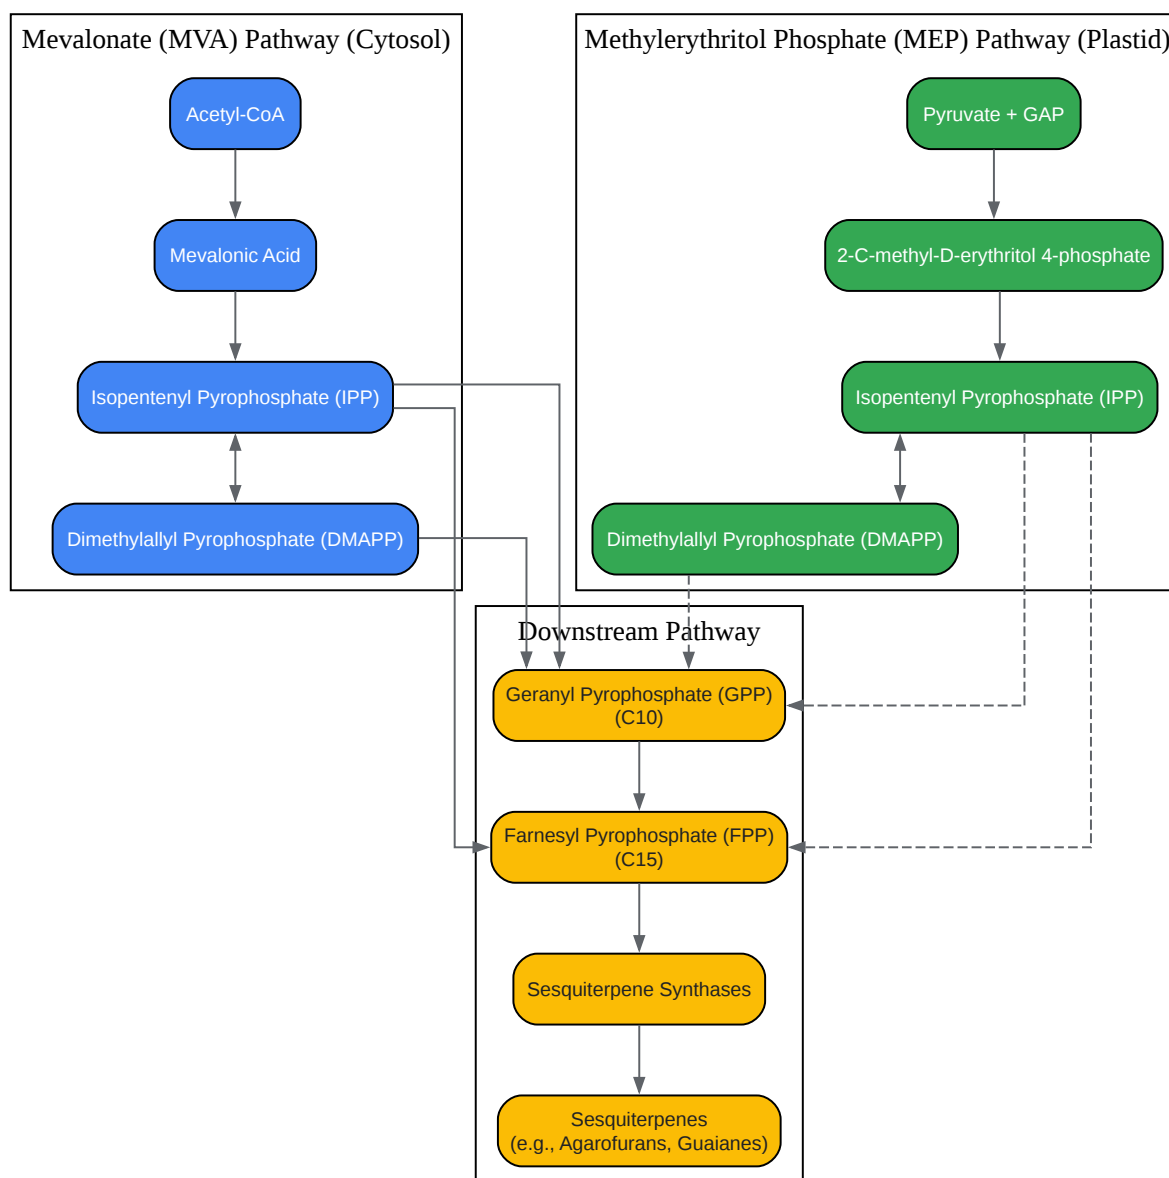 Mevalonate (MVA) Pathway (Cytosol)
Acetyl-CoA
Mevalonic Acid
Isopentenyl Pyrophosphate (IPP)
Dimethylallyl Pyrophosphate (DMAPP)
Methylerythritol Phosphate (MEP) Pathway (Plastid)
Pyruvate + GAP
2-C-methyl-D-erythritol 4-phosphate
Isopentenyl Pyrophosphate (IPP)
Dimethylallyl Pyrophosphate (DMAPP)
Downstream Pathway
Geranyl Pyrophosphate (GPP)
(C10)
Farnesyl Pyrophosphate (FPP)
(C15)
Sesquiterpene Synthases
Sesquiterpenes
(e.g., Agarofurans, Guaianes)